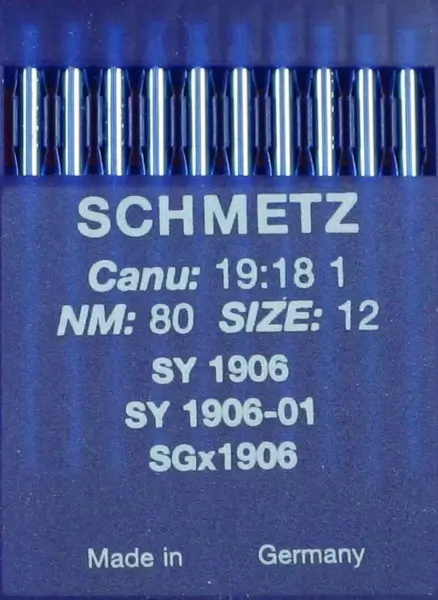 SCHMETZ
Canu: 19:18 1
NM: 80 SIZE: 12
SY 1906
SY 1906-01
SGx1906
Made in Germany